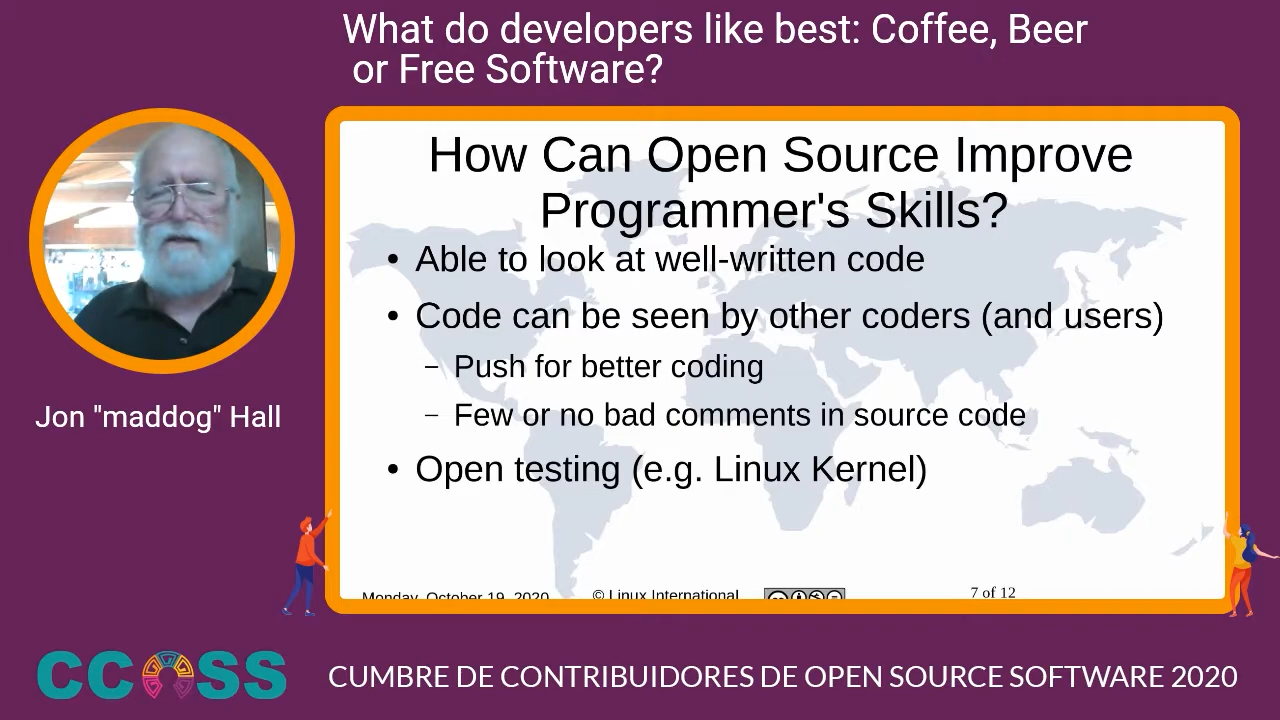 What do developers like best: Coffee, Beer
or Free Software?
How Can Open Source Improve
Programmer's Skills?
• Able to look at well-written code
• Code can be seen by other coders (and users)
– Push for better coding
– Few or no bad comments in source code
• Open testing (e.g. Linux Kernel)
Monday, October 19, 2020
© Linux International
7 of 12
Jon "maddog" Hall
CCOSS
CUMBRE DE CONTRIBUIDORES DE OPEN SOURCE SOFTWARE 2020